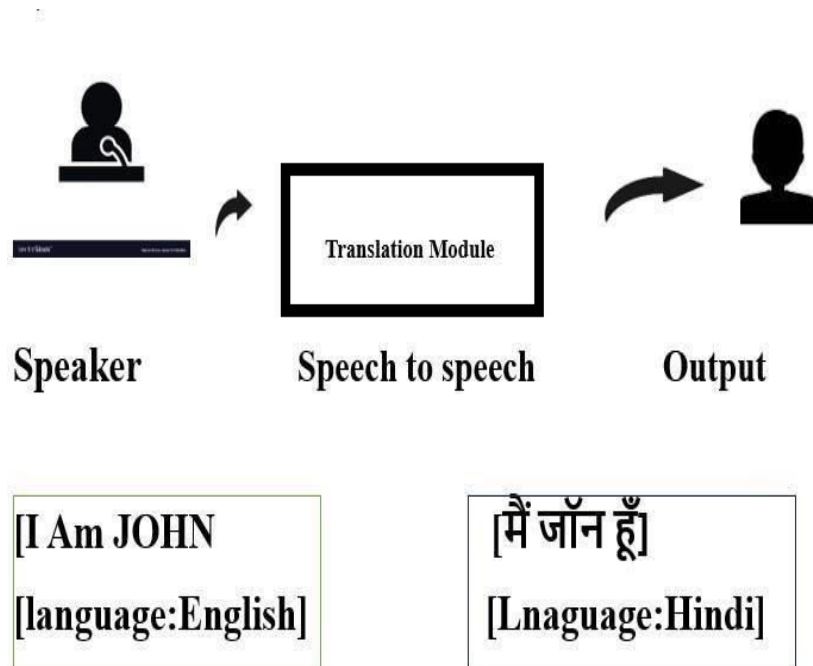 Translation Module
Speaker
Speech to speech
Output
[I Am JOHN
[language:English]
[मैं जॉन हूँ]
[Lnaguage:Hindi]